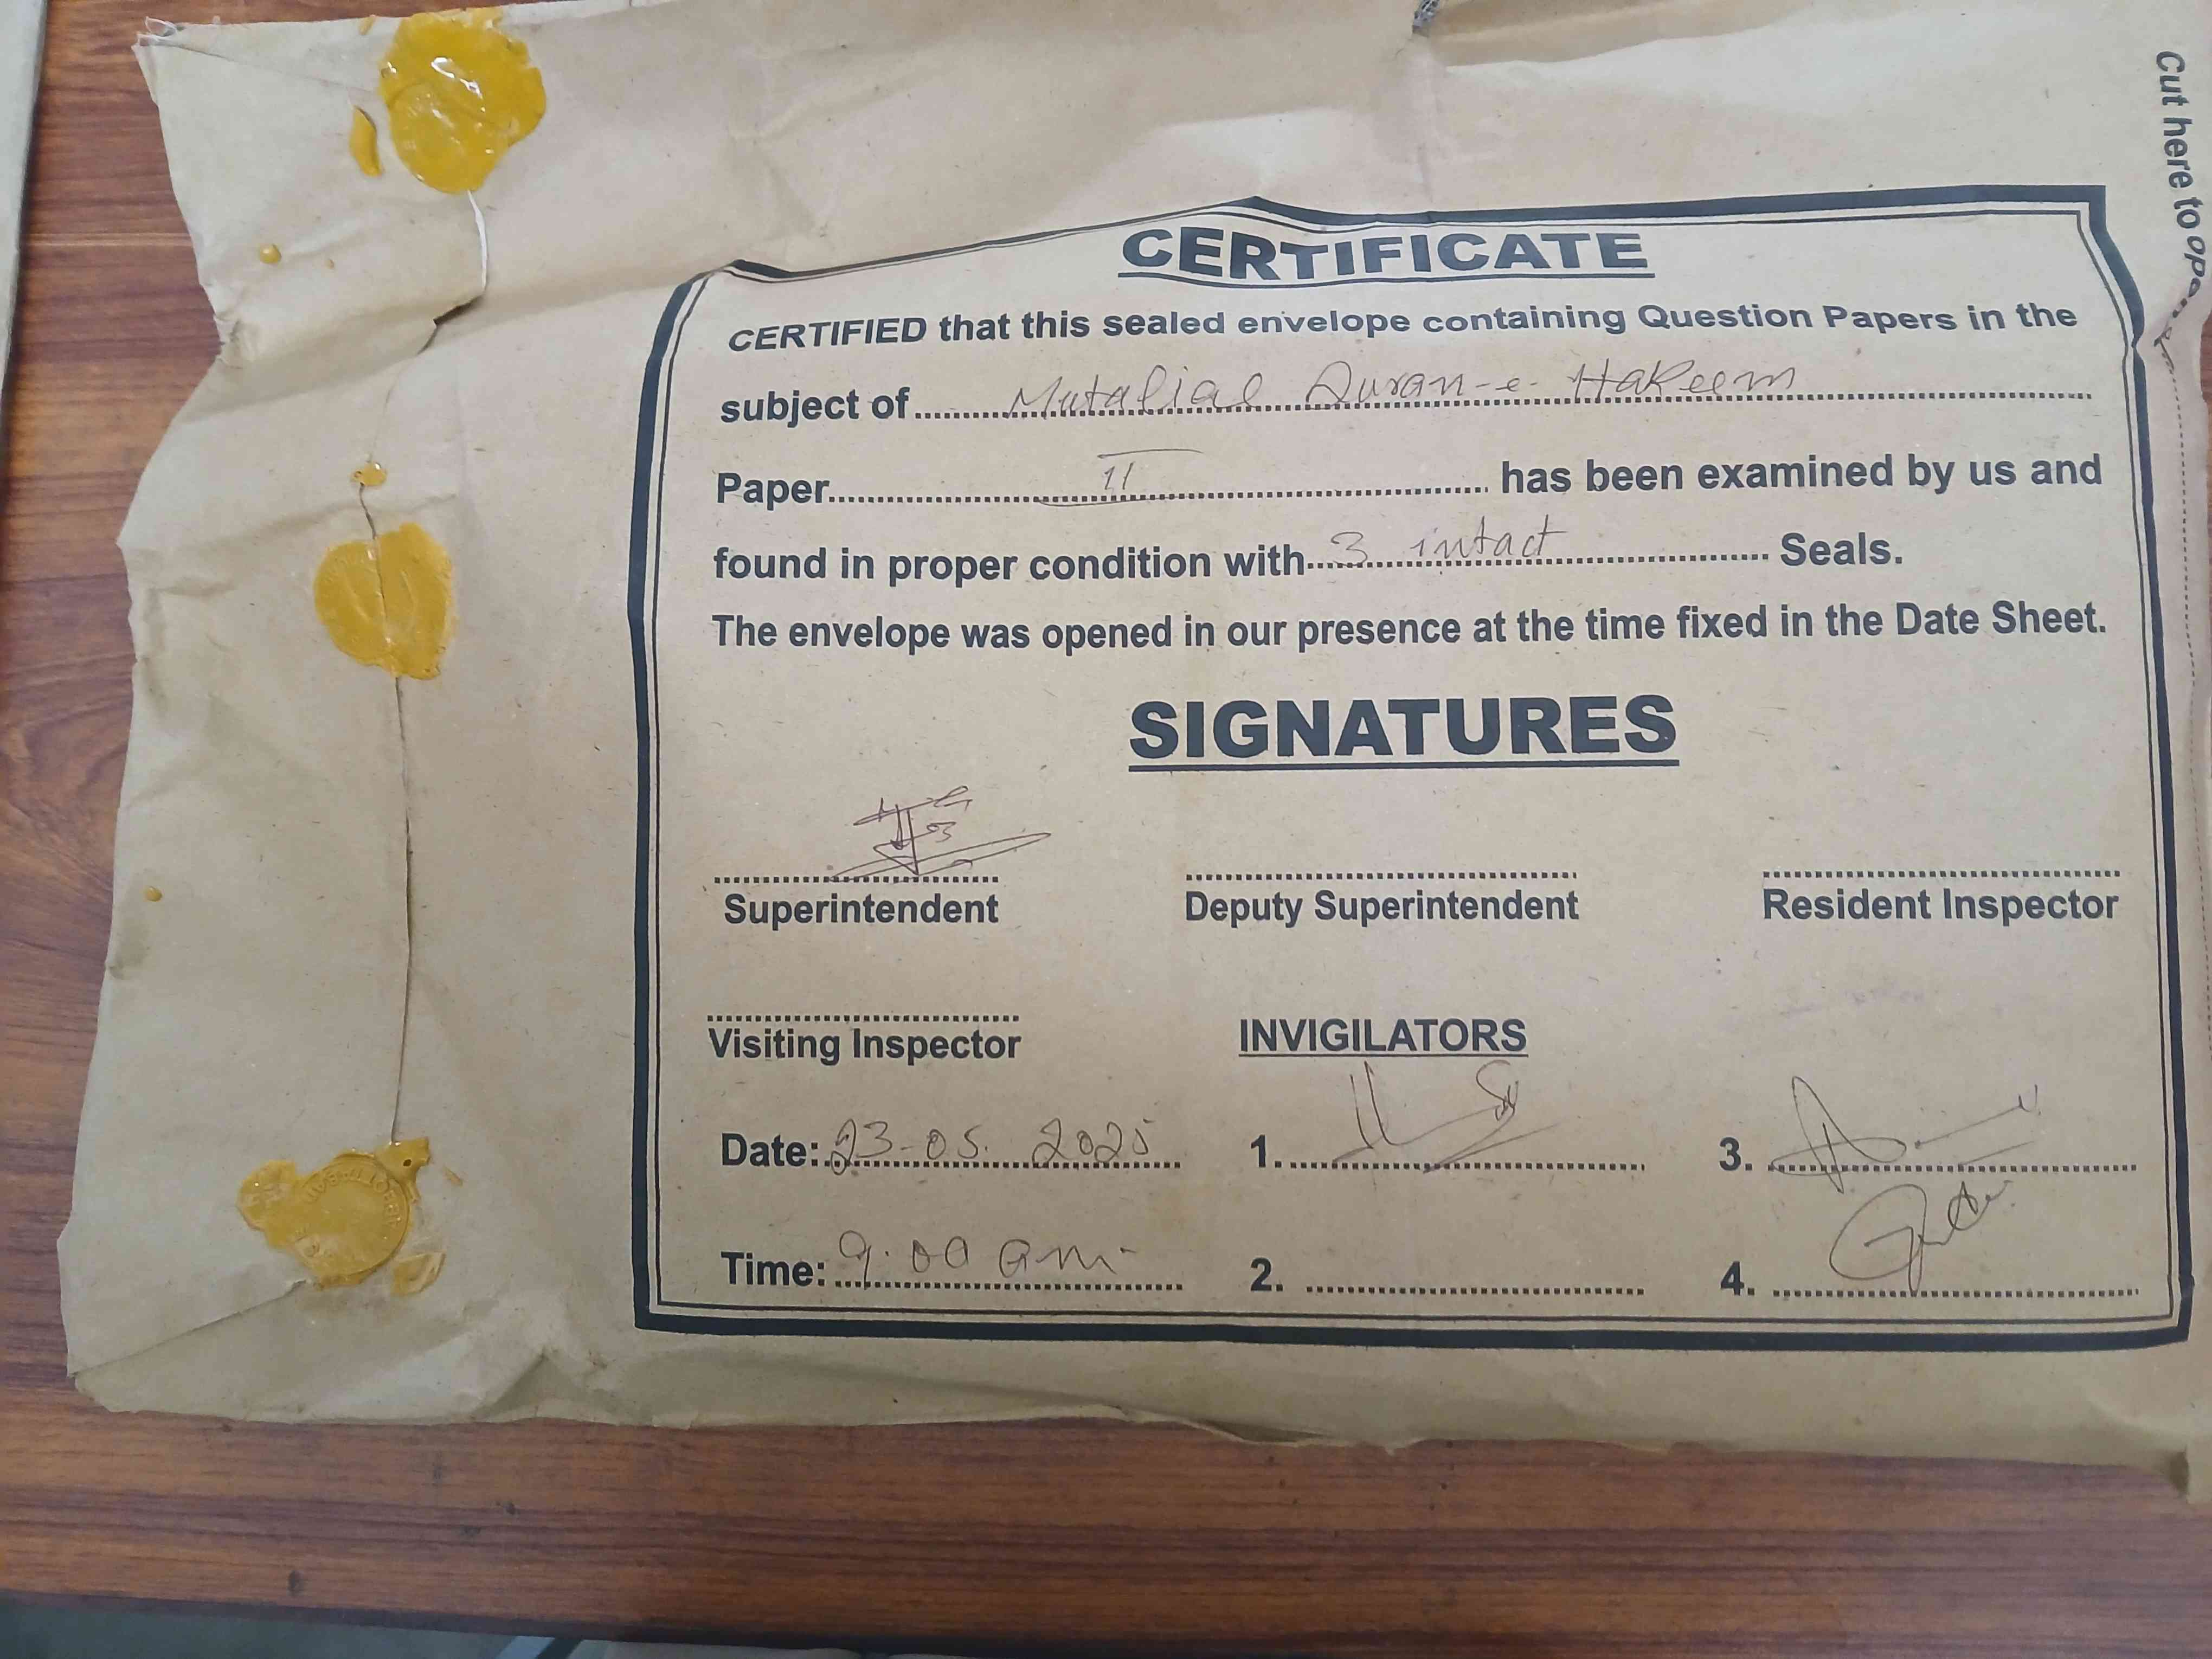 Cut here to open
CERTIFICATE
CERTIFIED that this sealed envelope containing Question Papers in the
subject of Mutaliae Quran-e-Hakeem
Paper II has been examined by us and
found in proper condition with 3 intact Seals.
The envelope was opened in our presence at the time fixed in the Date Sheet.
SIGNATURES
Superintendent Deputy Superintendent Resident Inspector
Visiting Inspector INVIGILATORS
Date: 23-05-2025 1. 3.
Time: 9:00 am 2. 4.